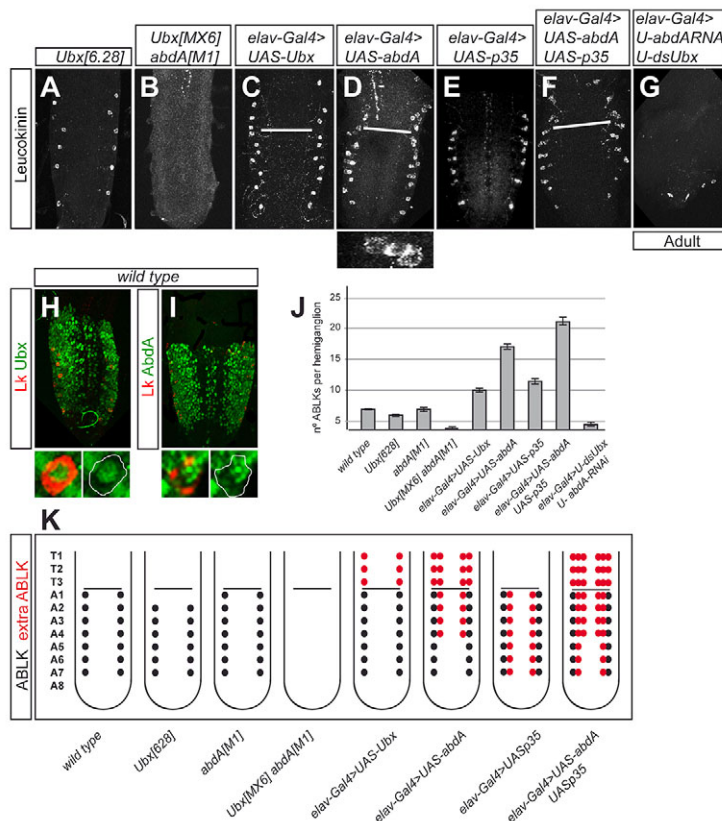 Ubx[6.28]
Ubx[MX6]
abdA[M1]
elav-Gal4>
UAS-Ubx
elav-Gal4>
UAS-abdA
elav-Gal4>
UAS-p35
elav-Gal4>
UAS-abdA
UAS-p35
elav-Gal4>
U-abdARNAi
U-dsUbx
Leucokinin
A
B
C
D
E
F
G
Adult
wild type
Lk Ubx
H
Lk AbdA
I
J
nº ABLKs per hemiganglion
25
20
15
10
5
wild type
Ubx[628]
abdA[M1]
Ubx[MX6] abdA[M1]
elav-Gal4>UAS-Ubx
elav-Gal4>UAS-abdA
elav-Gal4>UAS-p35
elav-Gal4>UAS-abdA
UAS-p35
elav-Gal4>U-dsUbx
U- abdA-RNAi
K
ABLK extra ABLK
T1
T2
T3
A1
A2
A3
A4
A5
A6
A7
A8
wild type
Ubx[628]
abdA[M1]
Ubx[MX6] abdA[M1]
elav-Gal4>UAS-Ubx
elav-Gal4>UAS-abdA
elav-Gal4>UASp35
elav-Gal4>UAS-abdA
UASp35